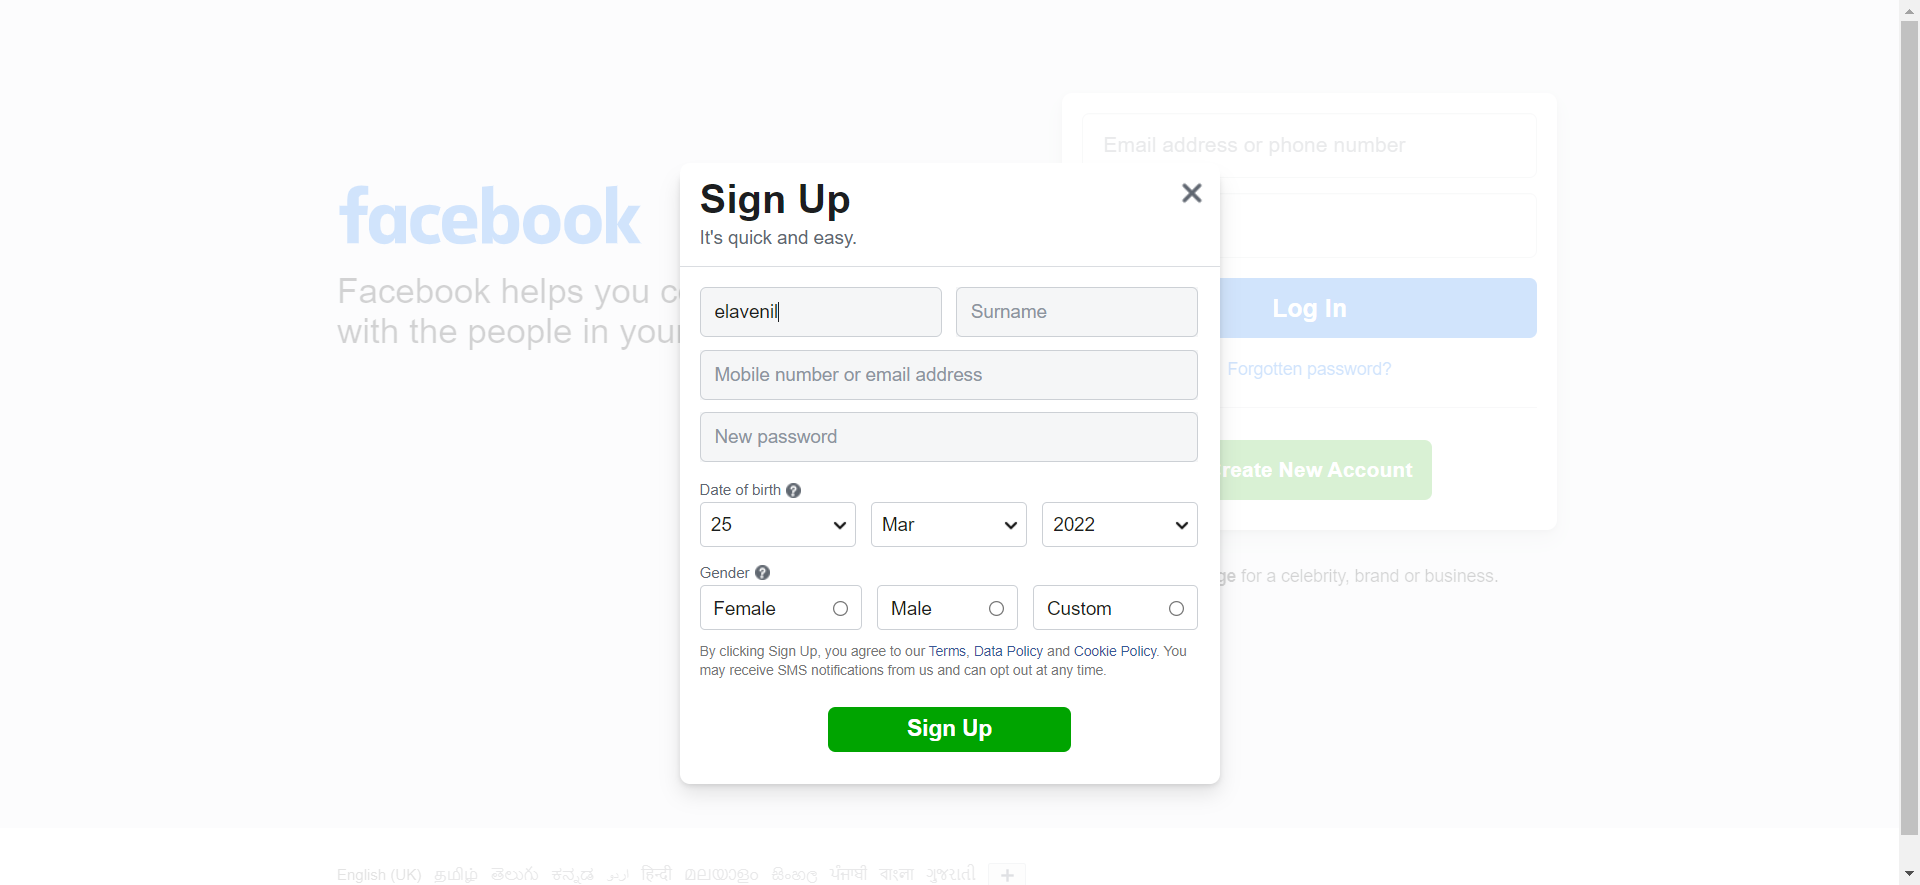 facebook
Facebook helps you c
with the people in your
Email address or phone number
Log In
Forgotten password?
reate New Account
ge for a celebrity, brand or business.
Sign Up
It's quick and easy.
elavenil
Surname
Mobile number or email address
New password
Date of birth
25
Mar
2022
Gender
Female
Male
Custom
By clicking Sign Up, you agree to our Terms, Data Policy and Cookie Policy. You
may receive SMS notifications from us and can opt out at any time.
Sign Up
English (UK) தமிழ் తెలుగు ಕನ್ನಡ اردو हिन्दी മലയാളം සිංහල ਪੰਜਾਬੀ বাংলা ગુજરાતી